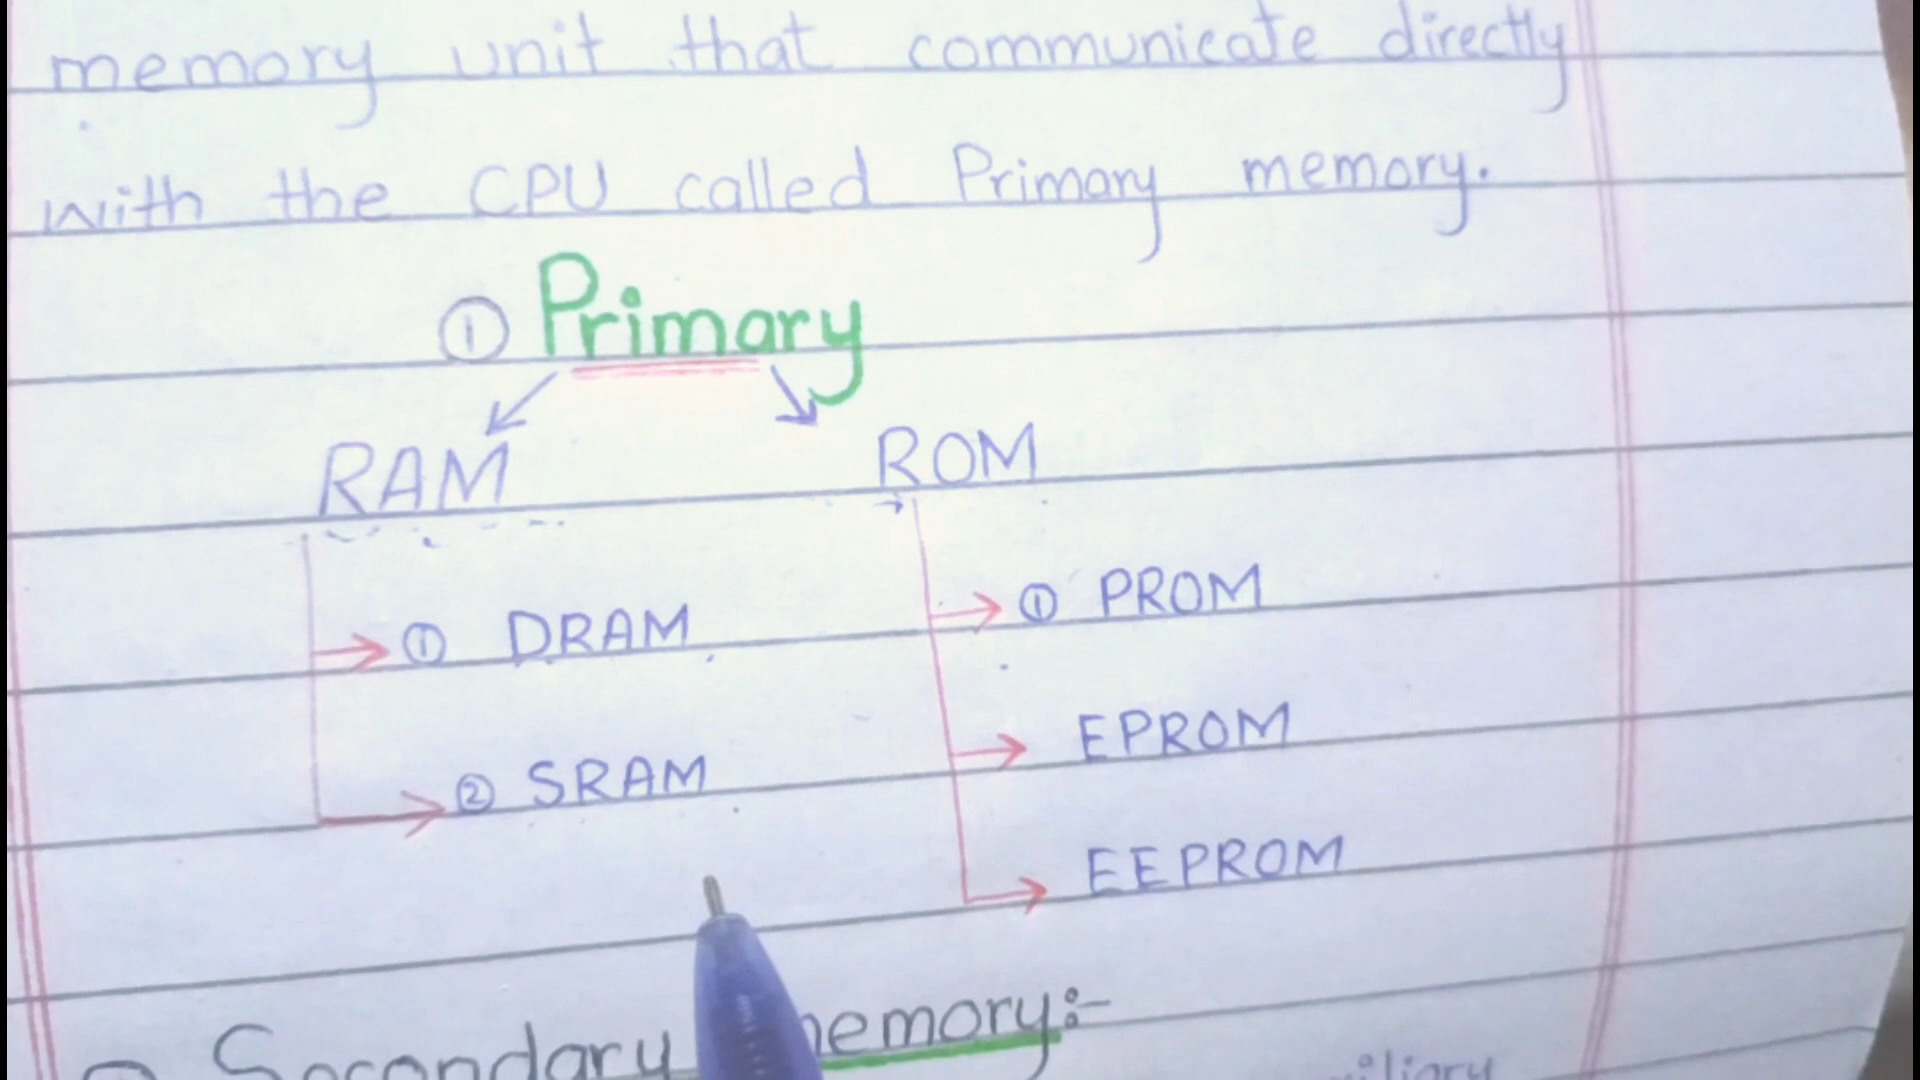 memory unit that communicate directly
with the CPU called Primary memory.
① Primary
RAM ROM
① DRAM ① PROM
② SRAM EPROM
EEPROM
Secondary memory:-